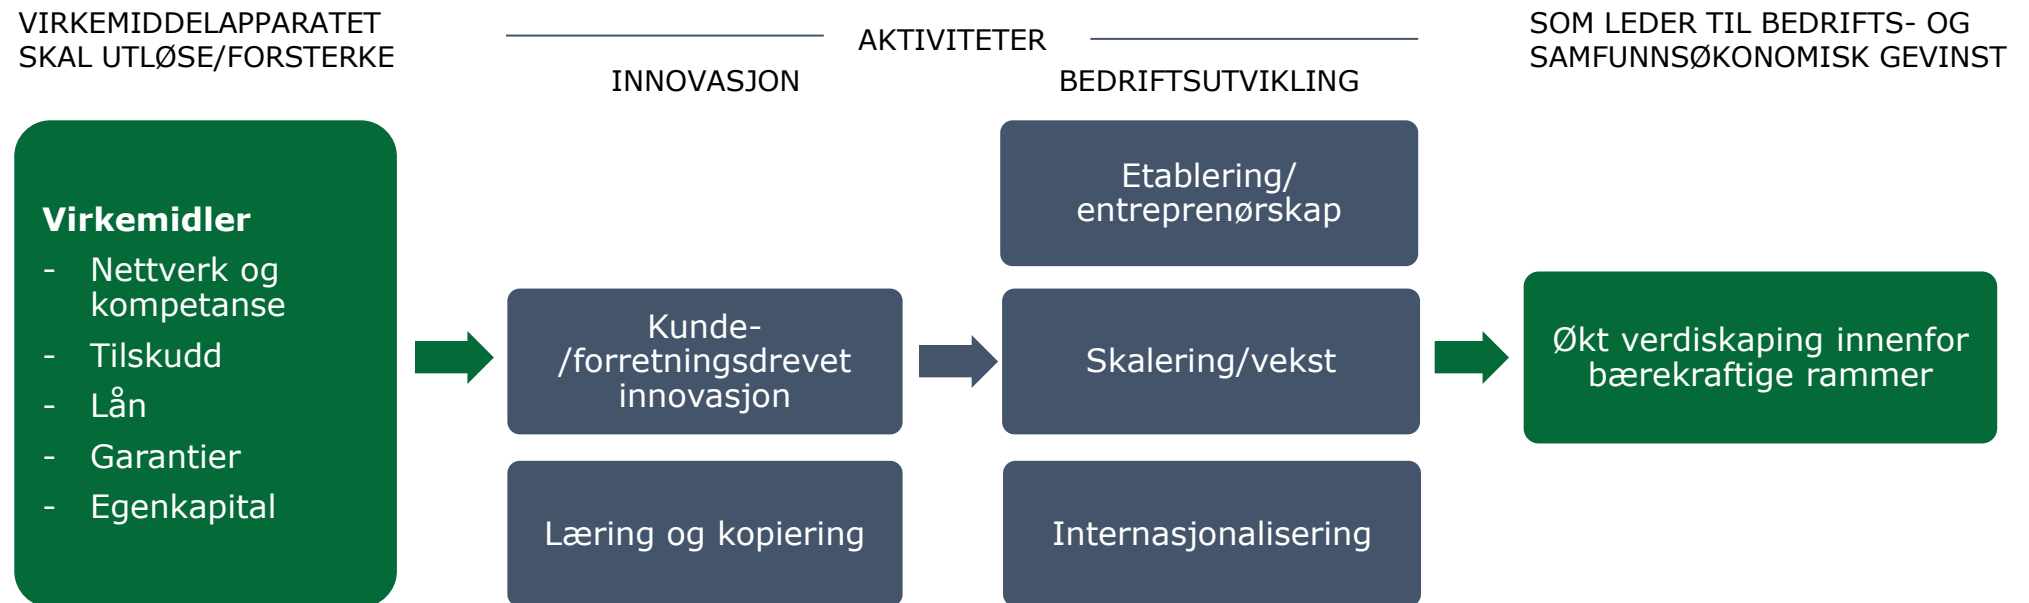 VIRKEMIDDELAPPARATET
SKAL UTLØSE/FORSTERKE
AKTIVITETER
INNOVASJON
BEDRIFTSUTVIKLING
SOM LEDER TIL BEDRIFTS- OG
SAMFUNNSØKONOMISK GEVINST
Virkemidler
- Nettverk og
kompetanse
- Tilskudd
- Lån
- Garantier
- Egenkapital
Kunde-
/forretningsdrevet
innovasjon
Læring og kopiering
Etablering/
entreprenørskap
Skalering/vekst
Internasjonalisering
Økt verdiskaping innenfor
bærekraftige rammer